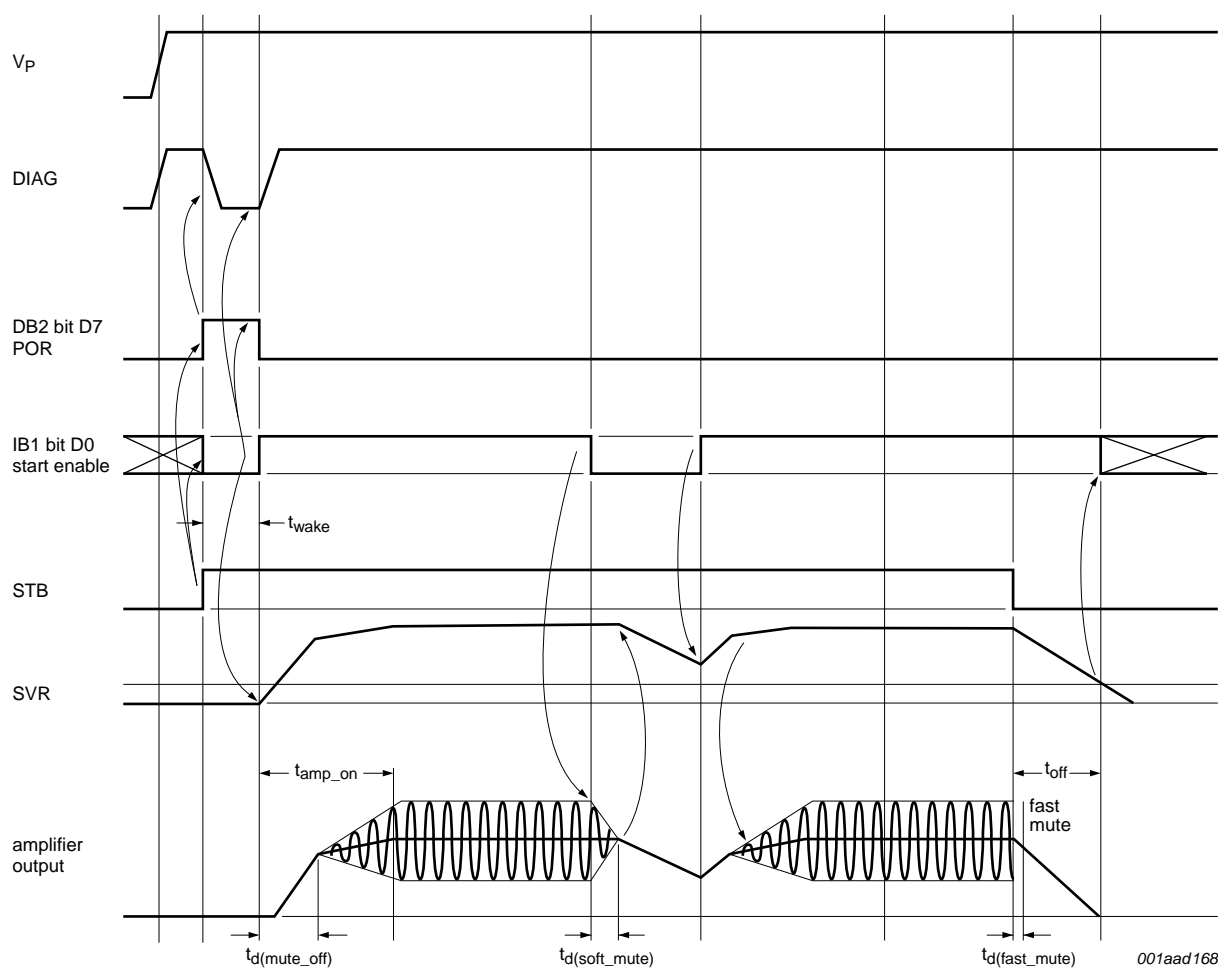 VP
DIAG
DB2 bit D7
POR
IB1 bit D0
start enable
twake
STB
SVR
tamp_on
toff
fast
mute
amplifier
output
td(mute_off)
td(soft_mute)
td(fast_mute)
001aad168